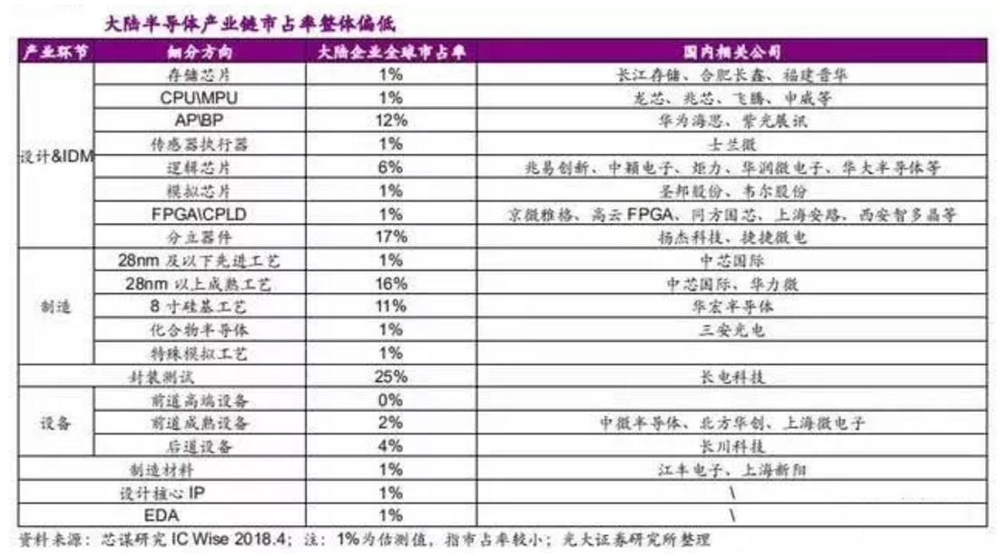 大陆半导体产业链市占率整体偏低
产业环节 细分方向 大陆企业全球市占率 国内相关公司
设计&IDM
存储芯片 1% 长江存储、合肥长鑫、福建晋华
CPU\MPU 1% 龙芯、兆芯、飞腾、申威等
AP\BP 12% 华为海思、紫光展讯
传感器执行器 1% 士兰微
逻辑芯片 6% 兆易创新、中颖电子、炬力、华润微电子、华大半导体等
模拟芯片 1% 圣邦股份、韦尔股份
FPGA\CPLD 1% 京微雅格、高云 FPGA、同方国芯、上海安路、西安智多晶等
分立器件 17% 扬杰科技、捷捷微电
制造
28nm 及以下先进工艺 1% 中芯国际
28nm 以上成熟工艺 16% 中芯国际、华力微
8 寸硅基工艺 11% 华宏半导体
化合物半导体 1% 三安光电
特殊模拟工艺 1%
封装测试 25% 长电科技
设备
前道高端设备 0%
前道成熟设备 2% 中微半导体、北方华创、上海微电子
后道设备 4% 长川科技
制造材料 1% 江丰电子、上海新阳
设计核心 IP 1% \
EDA 1% \
资料来源：芯谋研究 IC Wise 2018.4；注：1%为估测值，指市占率较小；光大证券研究所整理